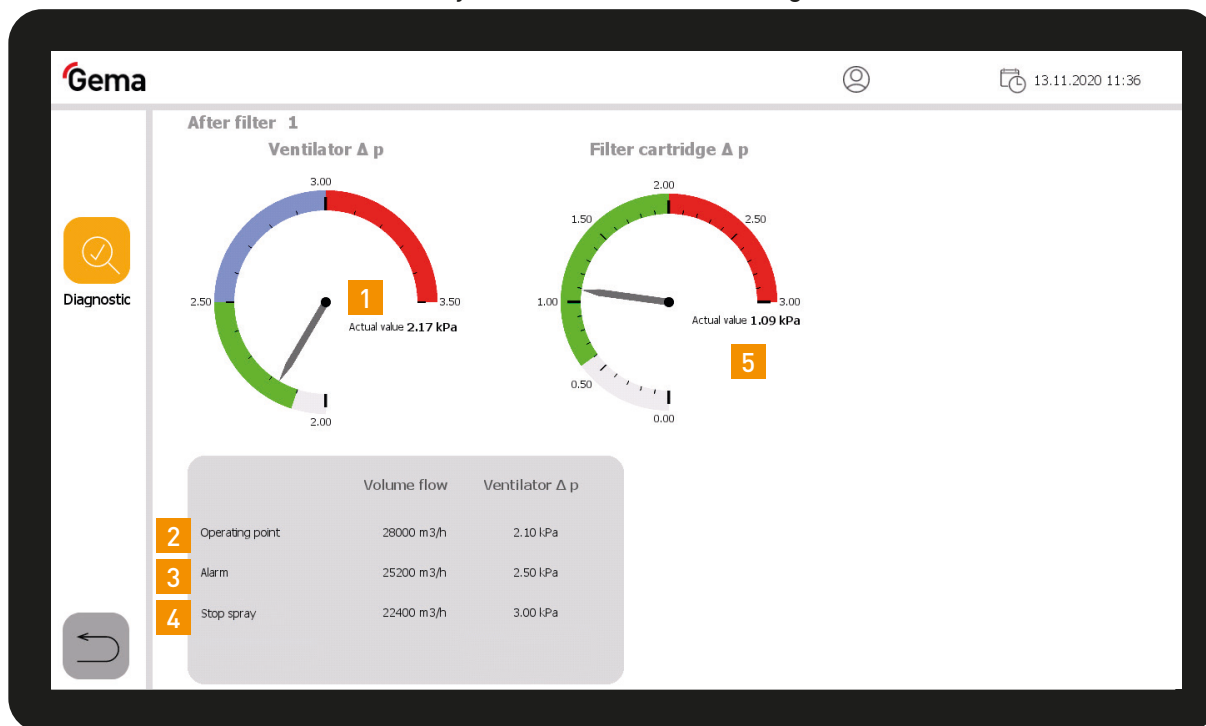 Gema
13.11.2020 11:36
After filter 1
Ventilator Δ p
Filter cartridge Δ p
3.00
2.50
3.50
2.00
1
Actual value 2.17 kPa
2.00
1.50
2.50
1.00
3.00
0.50
0.00
Actual value 1.09 kPa
5
Diagnostic
Volume flow Ventilator Δ p
2 Operating point 28000 m3/h 2.10 kPa
3 Alarm 25200 m3/h 2.50 kPa
4 Stop spray 22400 m3/h 3.00 kPa